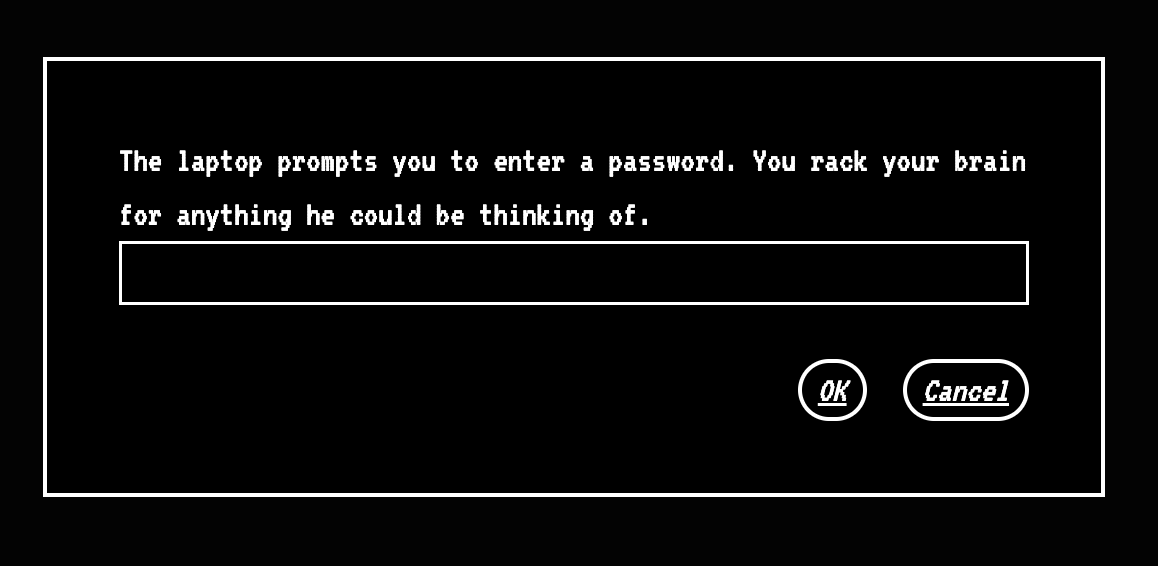 The laptop prompts you to enter a password. You rack your brain
for anything he could be thinking of.
OK Cancel